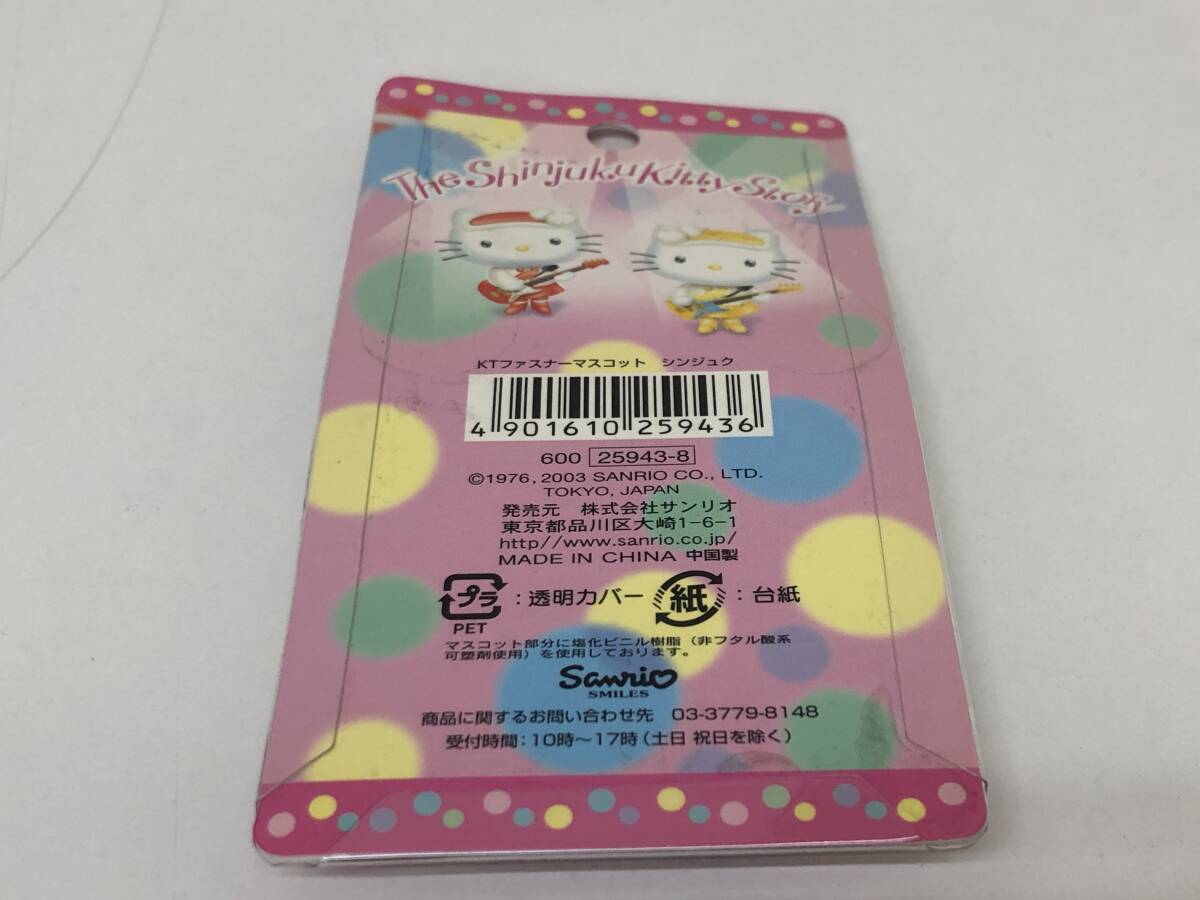 The Shinjuku Kitty Story
KTファスナーマスコット シンジュク
4 901610 259436
600 25943-8
©1976, 2003 SANRIO CO., LTD.
TOKYO, JAPAN
発売元 株式会社サンリオ
東京都品川区大崎1-6-1
http//www.sanrio.co.jp/
MADE IN CHINA 中国製
プラ :透明カバー 紙 :台紙
PET
マスコット部分に塩化ビニル樹脂(非フタル酸系
可塑剤使用)を使用しております。
Sanrio
SMILES
商品に関するお問い合わせ先 03-3779-8148
受付時間:10時～17時(土日 祝日を除く)